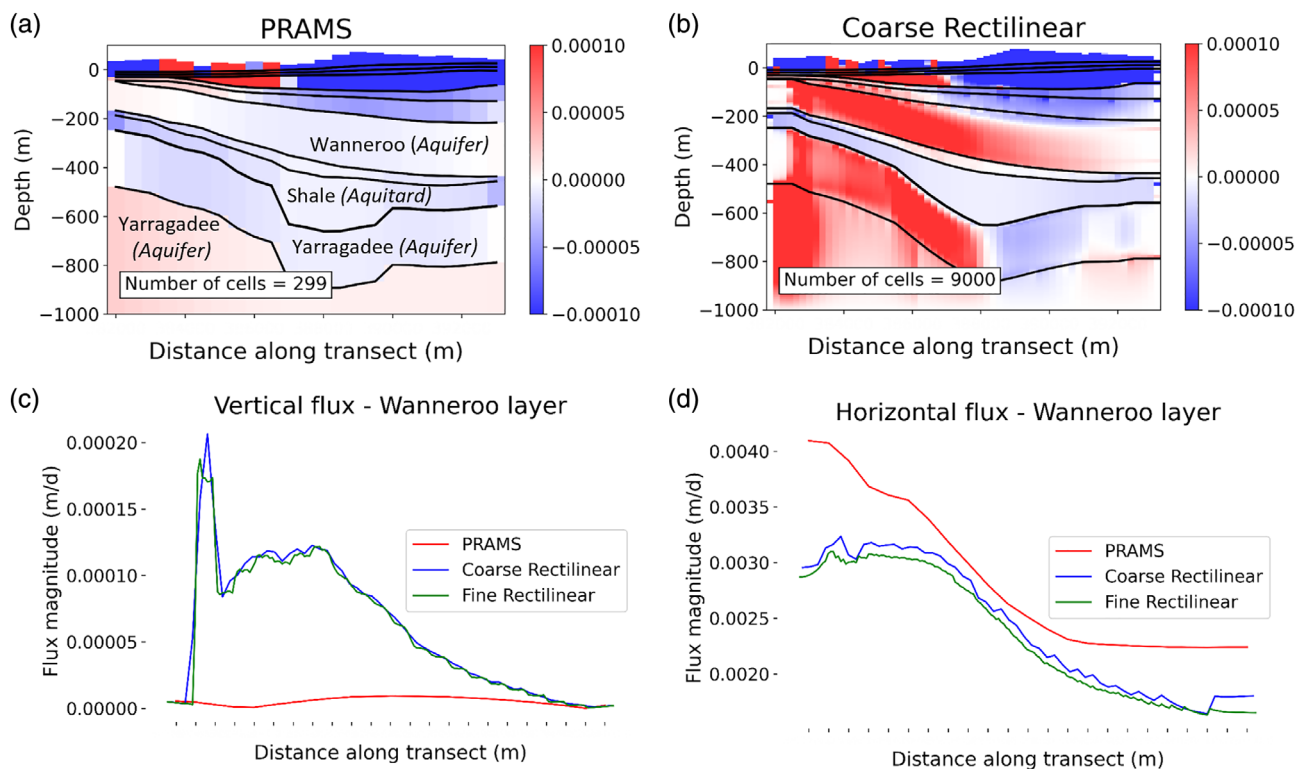 (a)
PRAMS
0.00010
0.00005
0.00000
−0.00005
−0.00010
0
−200
−400
−600
−800
−1000
Depth (m)
Wanneroo (Aquifer)
Shale (Aquitard)
Yarragadee
(Aquifer)
Yarragadee (Aquifer)
Number of cells = 299
Distance along transect (m)
(b)
Coarse Rectilinear
0.00010
0.00005
0.00000
−0.00005
−0.00010
0
−200
−400
−600
−800
−1000
Depth (m)
Number of cells = 9000
Distance along transect (m)
(c)
Vertical flux - Wanneroo layer
0.00020
0.00015
0.00010
0.00005
0.00000
Flux magnitude (m/d)
PRAMS
Coarse Rectilinear
Fine Rectilinear
Distance along transect (m)
(d)
Horizontal flux - Wanneroo layer
0.0040
0.0035
0.0030
0.0025
0.0020
Flux magnitude (m/d)
PRAMS
Coarse Rectilinear
Fine Rectilinear
Distance along transect (m)